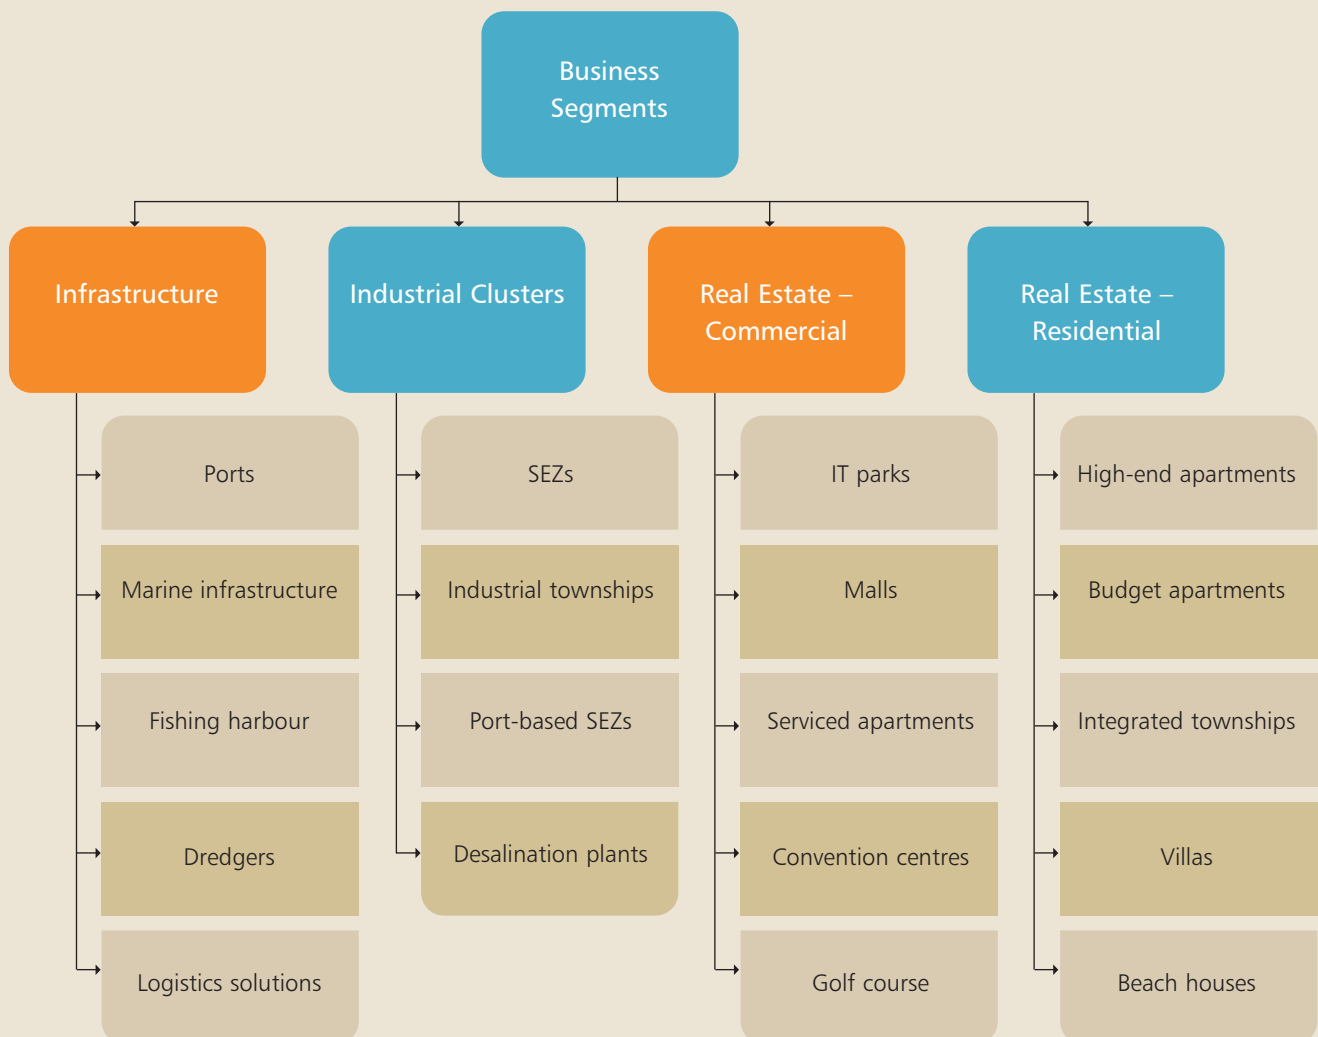 Business
Segments
Infrastructure
Industrial Clusters
Real Estate –
Commercial
Real Estate –
Residential
Ports
Marine infrastructure
Fishing harbour
Dredgers
Logistics solutions
SEZs
Industrial townships
Port-based SEZs
Desalination plants
IT parks
Malls
Serviced apartments
Convention centres
Golf course
High-end apartments
Budget apartments
Integrated townships
Villas
Beach houses